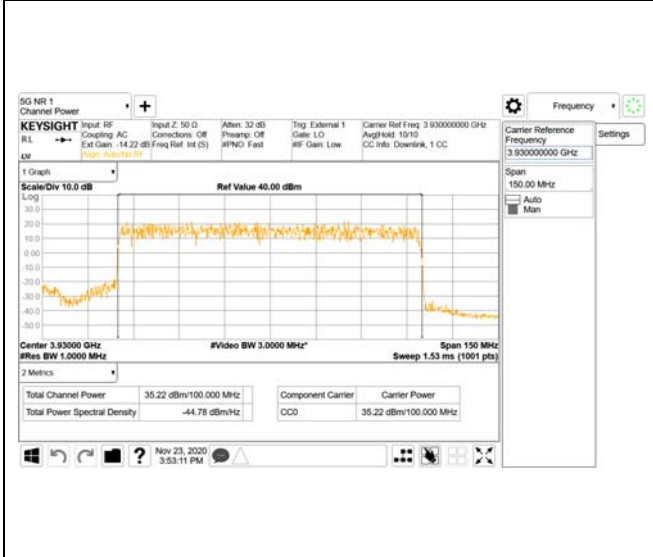 5G NR 1
Channel Power
Frequency
KEYSIGHT Input: RF Input Z: 50 Ω Atten: 32 dB Trig: External 1 Carrier Ref Freq: 3.930000000 GHz
RL Coupling: AC Corrections: Off Preamp: Off Gate: LO Avg|Hold: 10/10
Ext Gain: -14.22 dB Freq Ref: Int (S) #PNO: Fast #IF Gain: Low CC Info: Downlink, 1 CC
Align: Auto/No RF
Carrier Reference
Frequency
3.930000000 GHz
Settings
Span
150.00 MHz
Auto
Man
1 Graph
Scale/Div 10.0 dB Ref Value 40.00 dBm
Log
30.0
20.0
10.0
0.00
-10.0
-20.0
-30.0
-40.0
-50.0
Center 3.93000 GHz #Video BW 3.0000 MHz* Span 150 MHz
#Res BW 1.0000 MHz Sweep 1.53 ms (1001 pts)
2 Metrics
Total Channel Power 35.22 dBm/100.000 MHz Component Carrier Carrier Power
Total Power Spectral Density -44.78 dBm/Hz CC0 35.22 dBm/100.000 MHz
Nov 23, 2020
3:53:11 PM